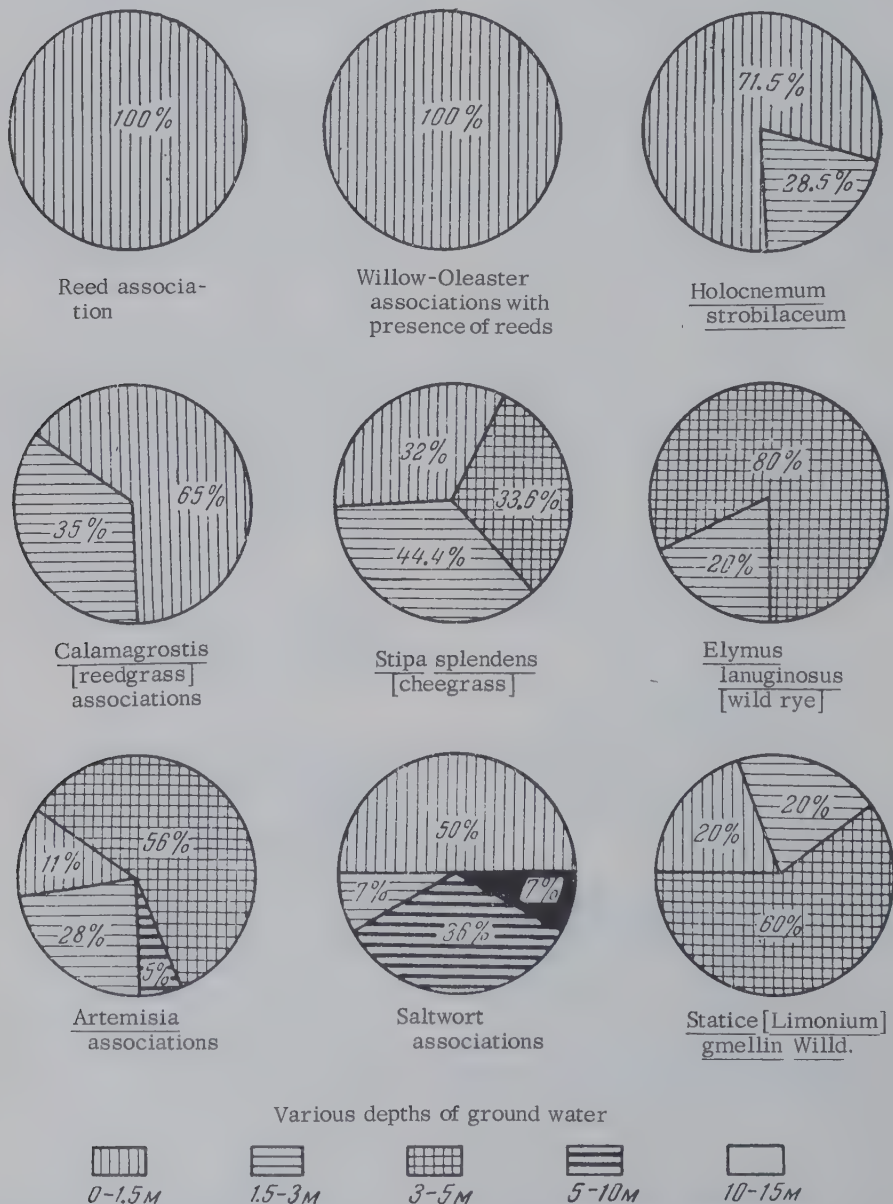 100%
100%
71.5%
28.5%
Reed associa-
tion
Willow-Oleaster
associations with
presence of reeds
Holocnemum
strobilaceum
65%
35%
32%
33.6%
44.4%
80%
20%
Calamagrostis
[reedgrass]
associations
Stipa splendens
[cheegrass]
Elymus
lanuginosus
[wild rye]
56%
11%
28%
5%
50%
7%
7%
36%
20%
20%
60%
Artemisia
associations
Saltwort
associations
Statice [Limonium]
gmellin Willd.
Various depths of ground water
0-1.5м
1.5-3м
3-5м
5-10м
10-15м